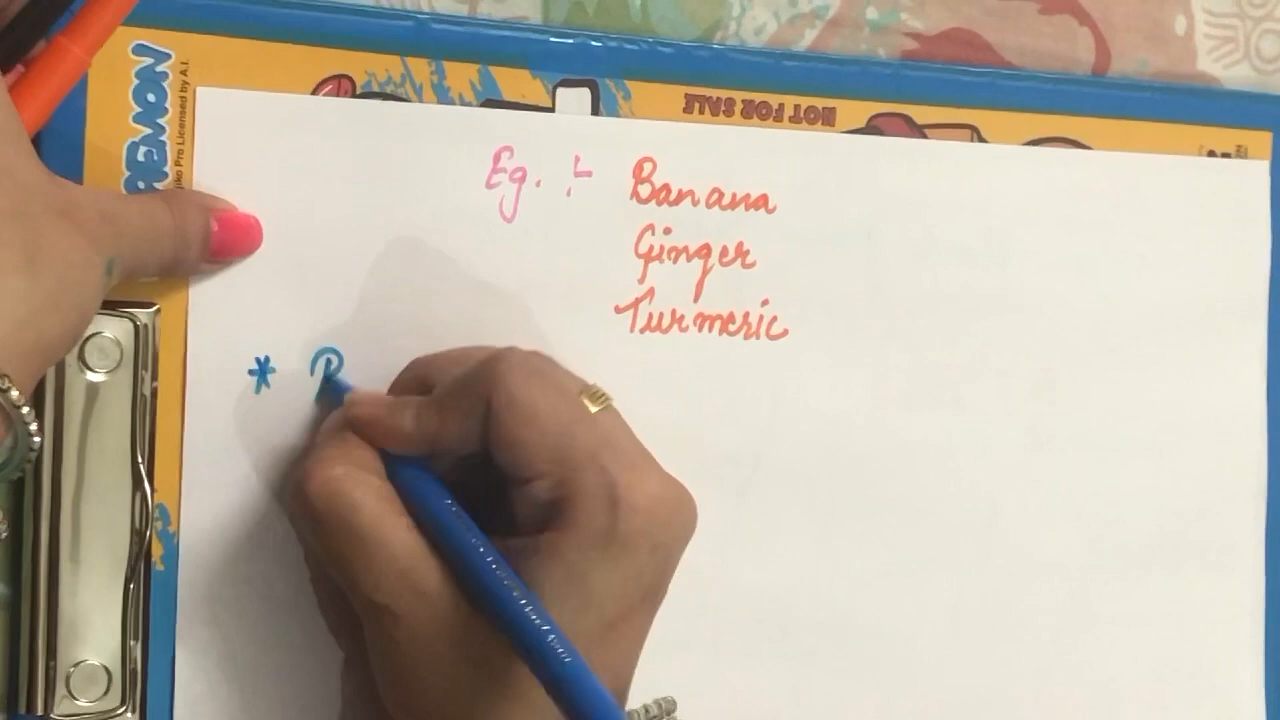 NOT FOR SALE
Eg. :- Banana
Ginger
Turmeric
* R